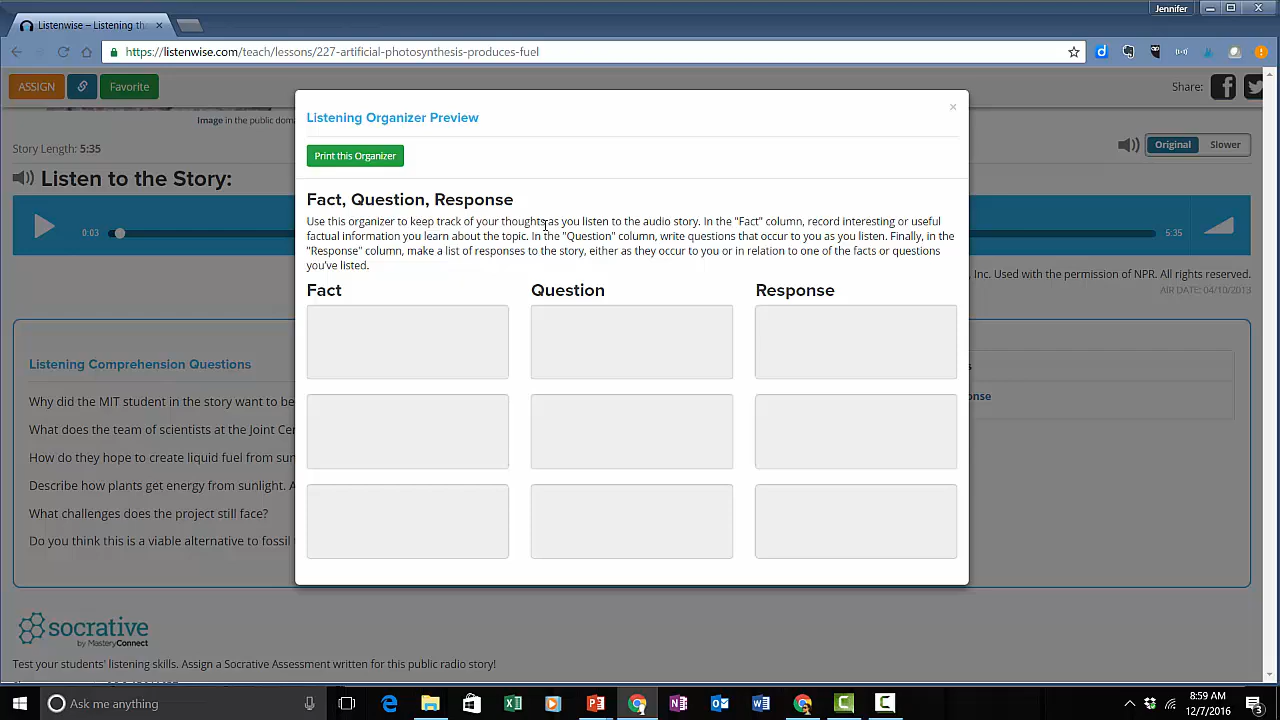 Jennifer
Listenwise – Listening th
https://listenwise.com/teach/lessons/227-artificial-photosynthesis-produces-fuel
ASSIGN
Favorite
Share:
Image in the public dom
Story Length: 5:35
Original
Slower
Listen to the Story:
0:03
5:35
Inc. Used with the permission of NPR. All rights reserved.
AIR DATE: 04/10/2013
Listening Organizer Preview
×
Print this Organizer
Fact, Question, Response
Use this organizer to keep track of your thoughts as you listen to the audio story. In the "Fact" column, record interesting or useful
factual information you learn about the topic. In the "Question" column, write questions that occur to you as you listen. Finally, in the
"Response" column, make a list of responses to the story, either as they occur to you or in relation to one of the facts or questions
you've listed.
Fact
Question
Response
Listening Comprehension Questions
Why did the MIT student in the story want to be
What does the team of scientists at the Joint Cen
How do they hope to create liquid fuel from sun
Describe how plants get energy from sunlight. A
What challenges does the project still face?
Do you think this is a viable alternative to fossil
s
onse
socrative
by MasteryConnect
Test your students' listening skills. Assign a Socrative Assessment written for this public radio story!
Ask me anything
8:59 AM
12/7/2016